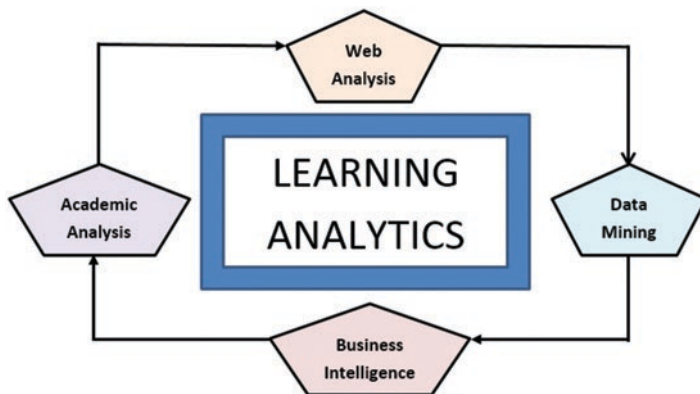 Web
Analysis
LEARNING
ANALYTICS
Academic
Analysis
Data
Mining
Business
Intelligence